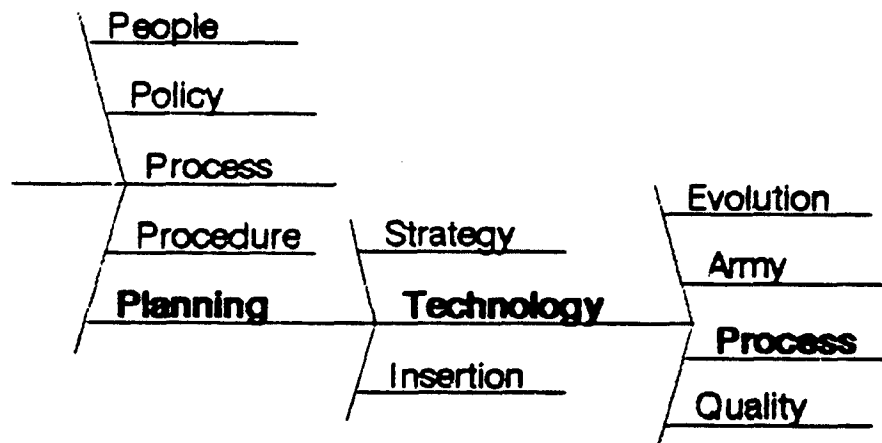 People
Policy
Process
Procedure
Planning
Strategy
Technology
Insertion
Evolution
Army
Process
Quality